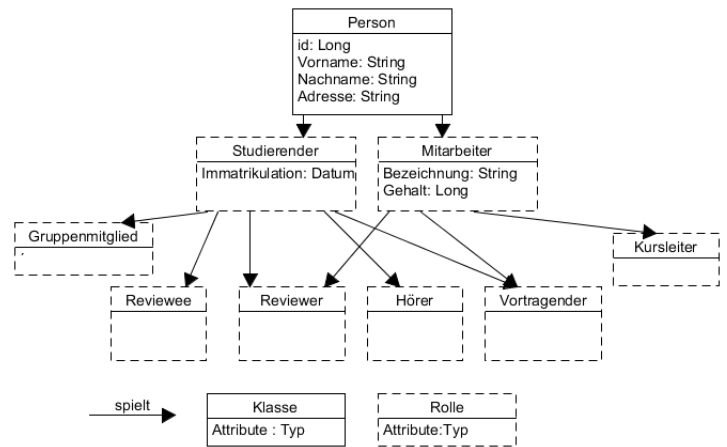 Person
id: Long
Vorname: String
Nachname: String
Adresse: String
Studierender
Immatrikulation: Datum
Mitarbeiter
Bezeichnung: String
Gehalt: Long
Gruppenmitglied
Kursleiter
Reviewee
Reviewer
Hörer
Vortragender
spielt
Klasse
Attribute : Typ
Rolle
Attribute:Typ